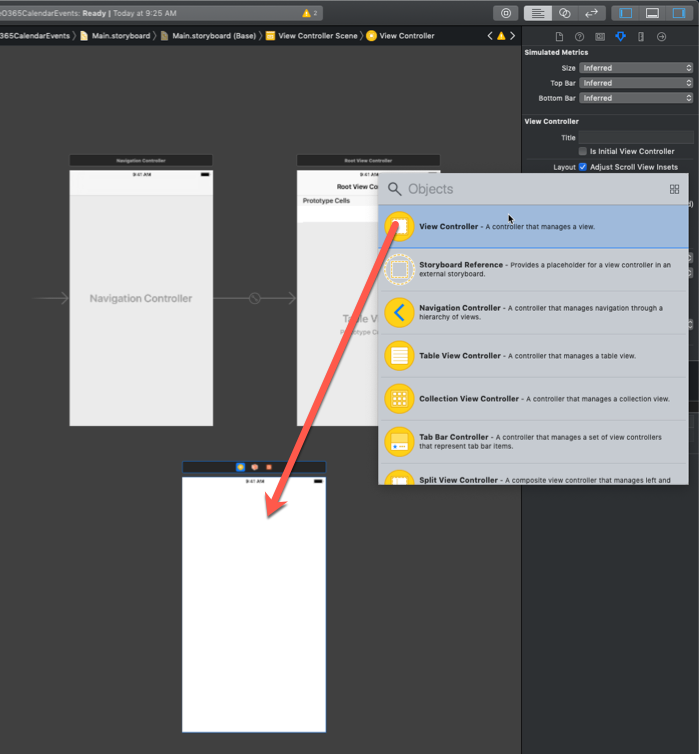 O365CalendarEvents: Ready | Today at 9:25 AM
2
365CalendarEvents
Main.storyboard
Main.storyboard (Base)
View Controller Scene
View Controller
Simulated Metrics
Size Inferred
Top Bar Inferred
Bottom Bar Inferred
View Controller
Title
Is Initial View Controller
Layout Adjust Scroll View Insets
Navigation Controller
9:41 AM
Navigation Controller
Root View Controller
9:41 AM
Root View Co
Prototype Cells
Table V
Prototype C
Objects
View Controller - A controller that manages a view.
Storyboard Reference - Provides a placeholder for a view controller in an
external storyboard.
Navigation Controller - A controller that manages navigation through a
hierarchy of views.
Table View Controller - A controller that manages a table view.
Collection View Controller - A controller that manages a collection view.
Tab Bar Controller - A controller that manages a set of view controllers
that represent tab bar items.
Split View Controller - A composite view controller that manages left and
9:41 AM